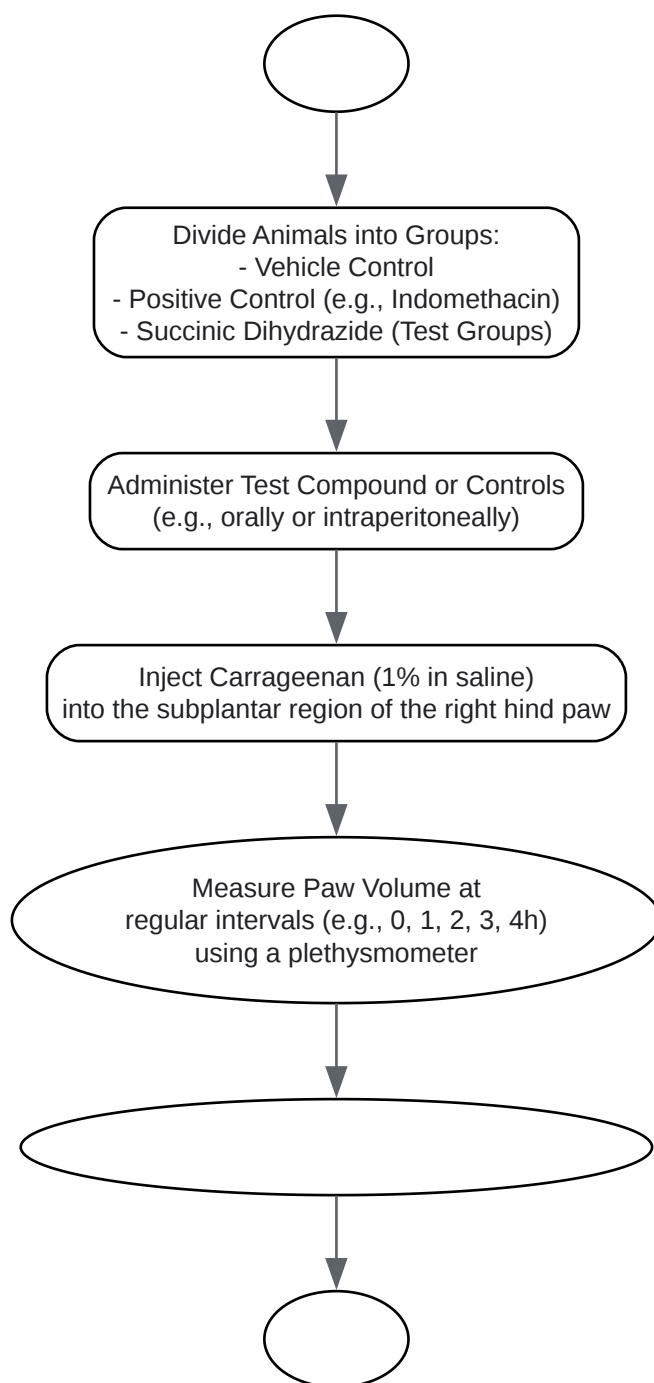 Divide Animals into Groups:
- Vehicle Control
- Positive Control (e.g., Indomethacin)
- Succinic Dihydrazide (Test Groups)
Administer Test Compound or Controls
(e.g., orally or intraperitoneally)
Inject Carrageenan (1% in saline)
into the subplantar region of the right hind paw
Measure Paw Volume at
regular intervals (e.g., 0, 1, 2, 3, 4h)
using a plethysmometer